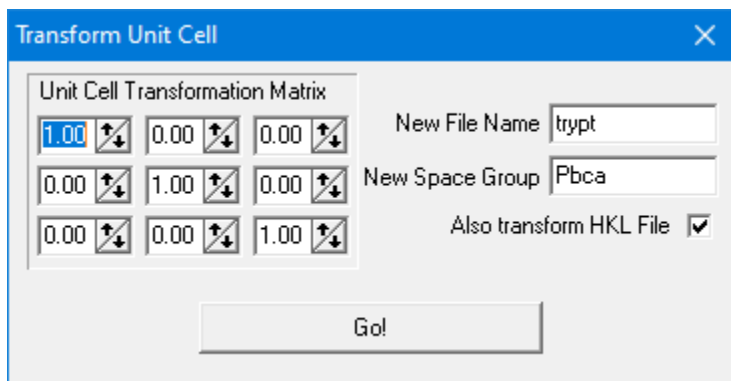 Transform Unit Cell
Unit Cell Transformation Matrix
1.00 0.00 0.00
0.00 1.00 0.00
0.00 0.00 1.00
New File Name trypt
New Space Group Pbca
Also transform HKL File
Go!